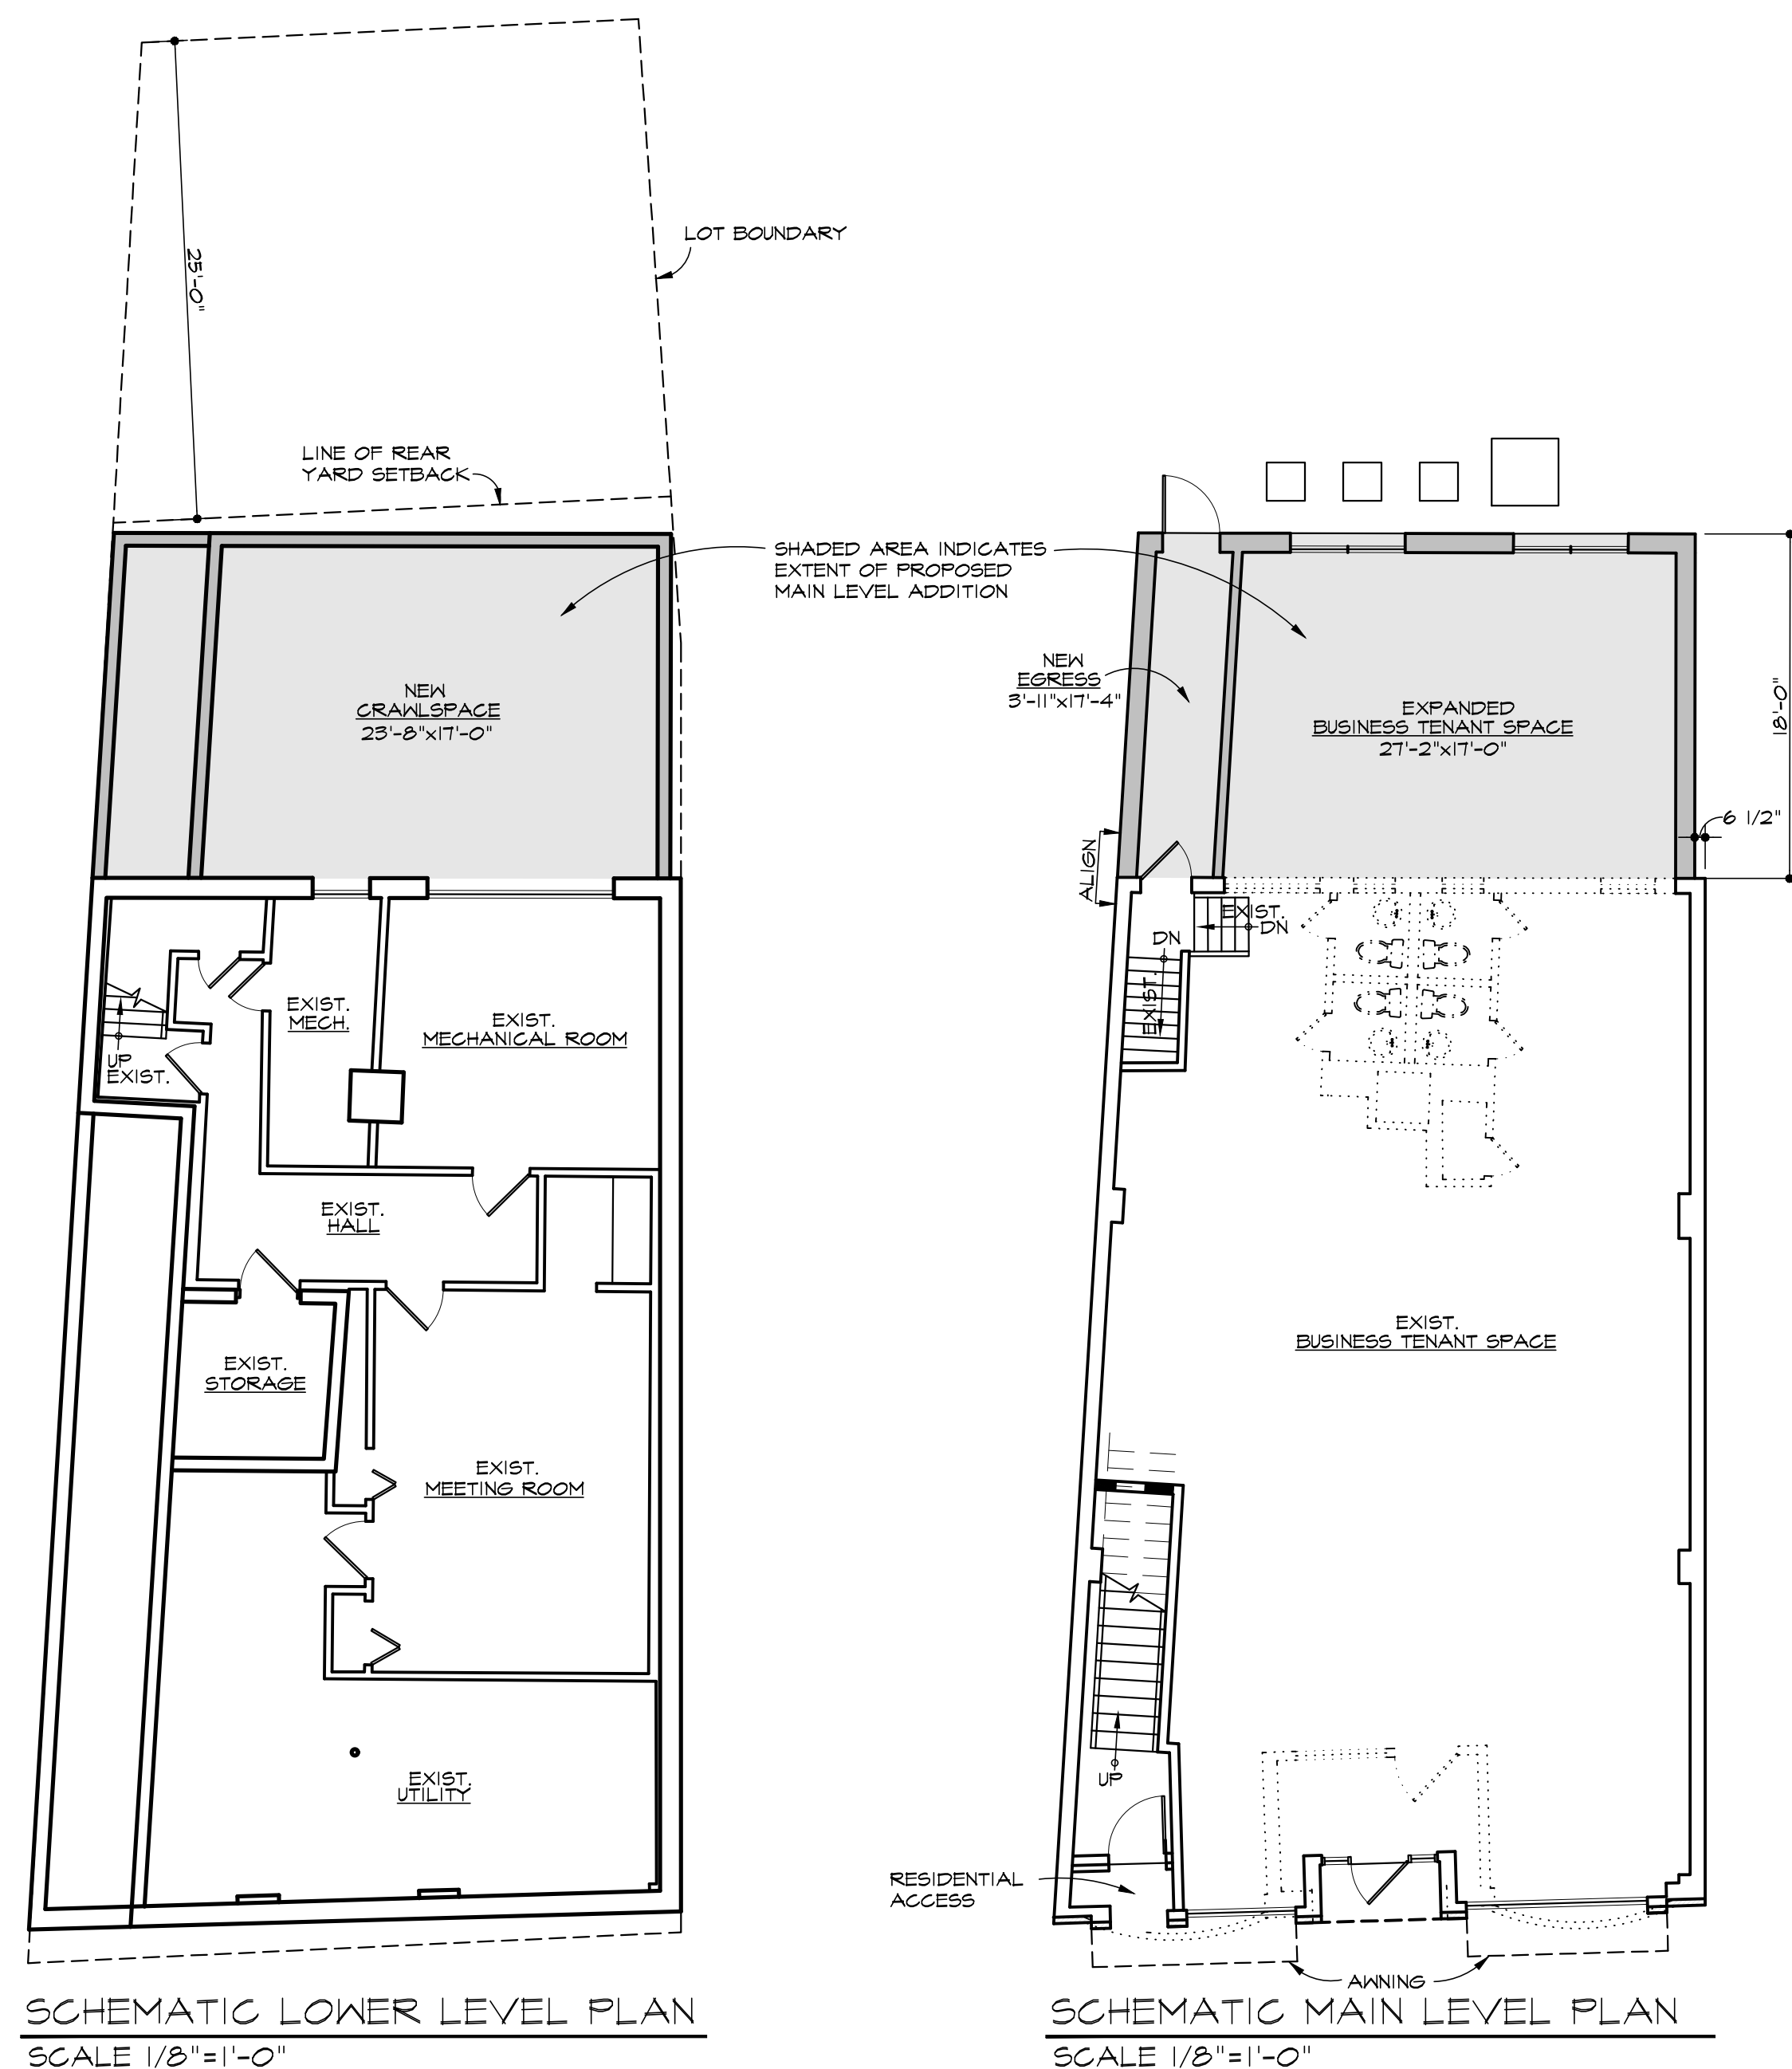 25'-0"
LOT BOUNDARY
LINE OF REAR
YARD SETBACK
SHADED AREA INDICATES
EXTENT OF PROPOSED
MAIN LEVEL ADDITION
NEW
CRAWLSPACE
23'-8"x17'-0"
EXIST.
MECH.
EXIST.
MECHANICAL ROOM
UP
EXIST.
EXIST.
HALL
EXIST.
STORAGE
EXIST.
MEETING ROOM
EXIST.
UTILITY
SCHEMATIC LOWER LEVEL PLAN
SCALE 1/8"=1'-0"
NEW
EGRESS
3'-11"x17'-4"
EXPANDED
BUSINESS TENANT SPACE
27'-2"x17'-0"
18'-0"
6 1/2"
ALIGN
EXIST.
DN
DN
EXIST.
EXIST.
BUSINESS TENANT SPACE
UP
RESIDENTIAL
ACCESS
AWNING
SCHEMATIC MAIN LEVEL PLAN
SCALE 1/8"=1'-0"